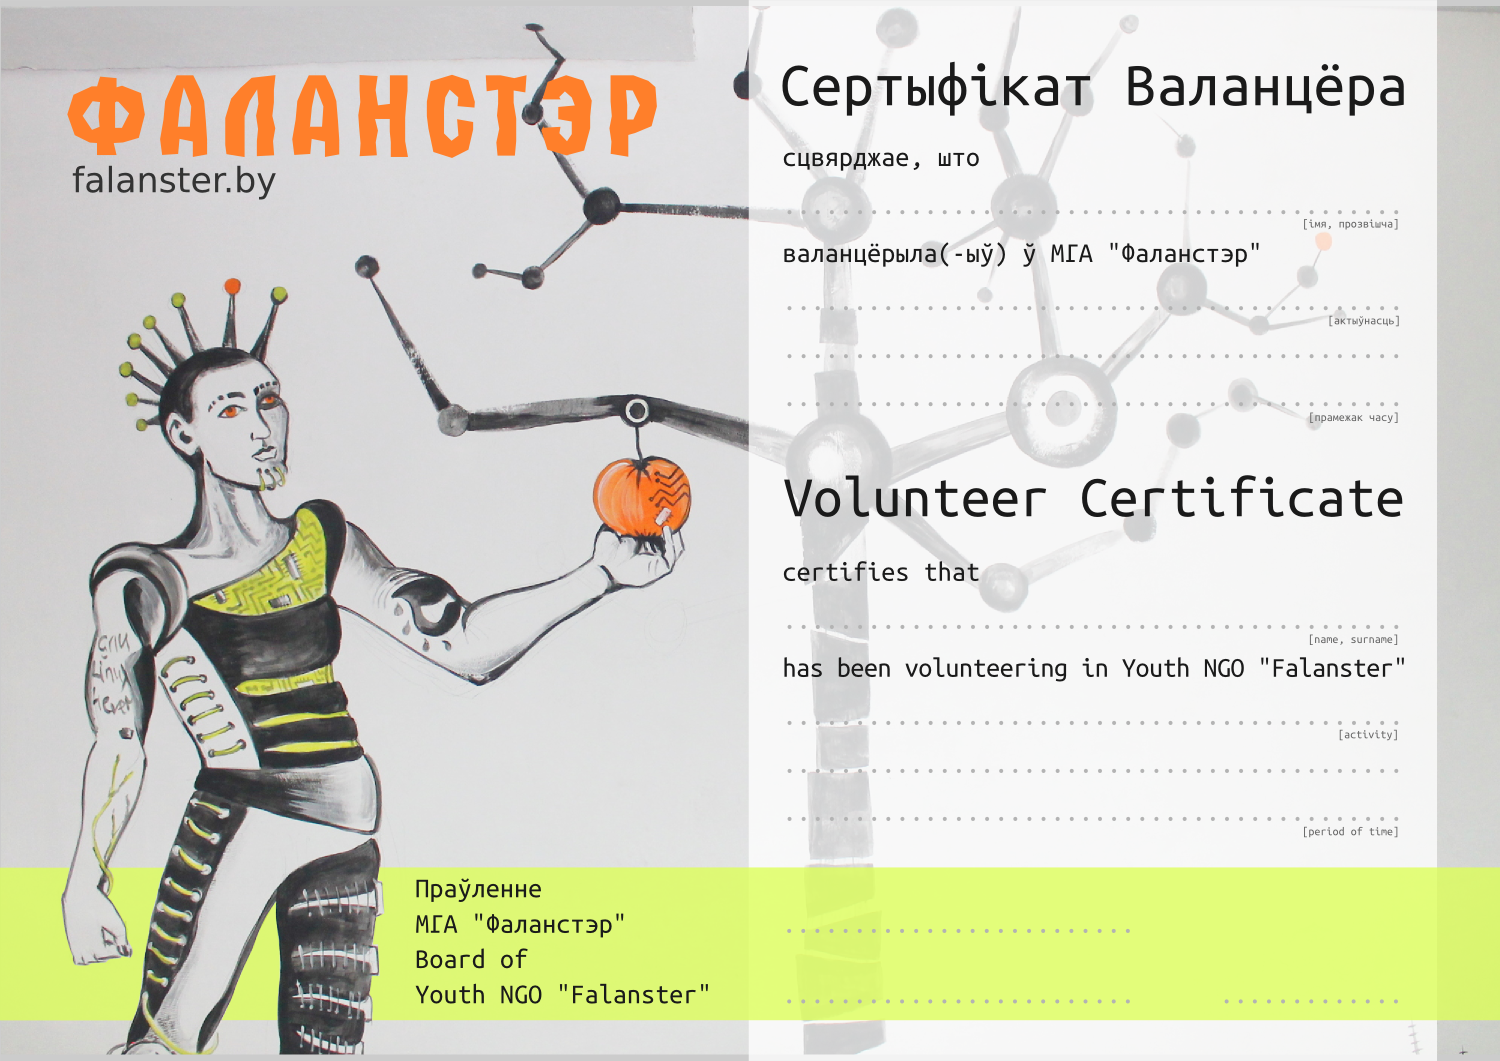 ФАЛАНСТЭР
falanster.by
Сертыфікат Валанцёра
сцвярджае, што
[імя, прозвішча]
валанцёрыла(-ыў) ў МГА "Фаланстэр"
[актыўнасць]
[прамежак часу]
Volunteer Certificate
certifies that
[name, surname]
has been volunteering in Youth NGO "Falanster"
[activity]
[period of time]
Праўленне
МГА "Фаланстэр"
Board of
Youth NGO "Falanster"